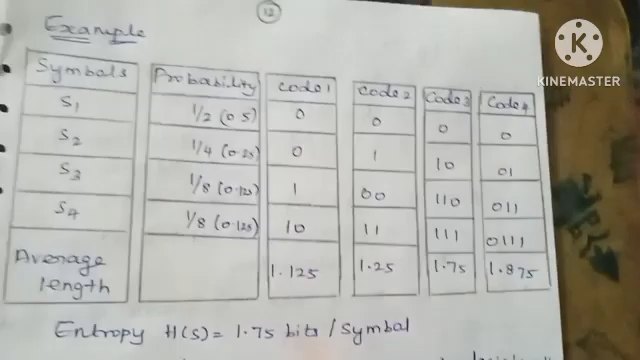 12
Example
Symbols Probability Code 1 Code 2 Code 3 Code 4
S1 1/2 (0.5) 0 0 0 0
S2 1/4 (0.25) 0 1 10 01
S3 1/8 (0.125) 1 00 110 011
S4 1/8 (0.125) 10 11 111 0111
Average length 1.125 1.25 1.75 1.875
Entropy H(S) = 1.75 bits / Symbol
K
KINEMASTER